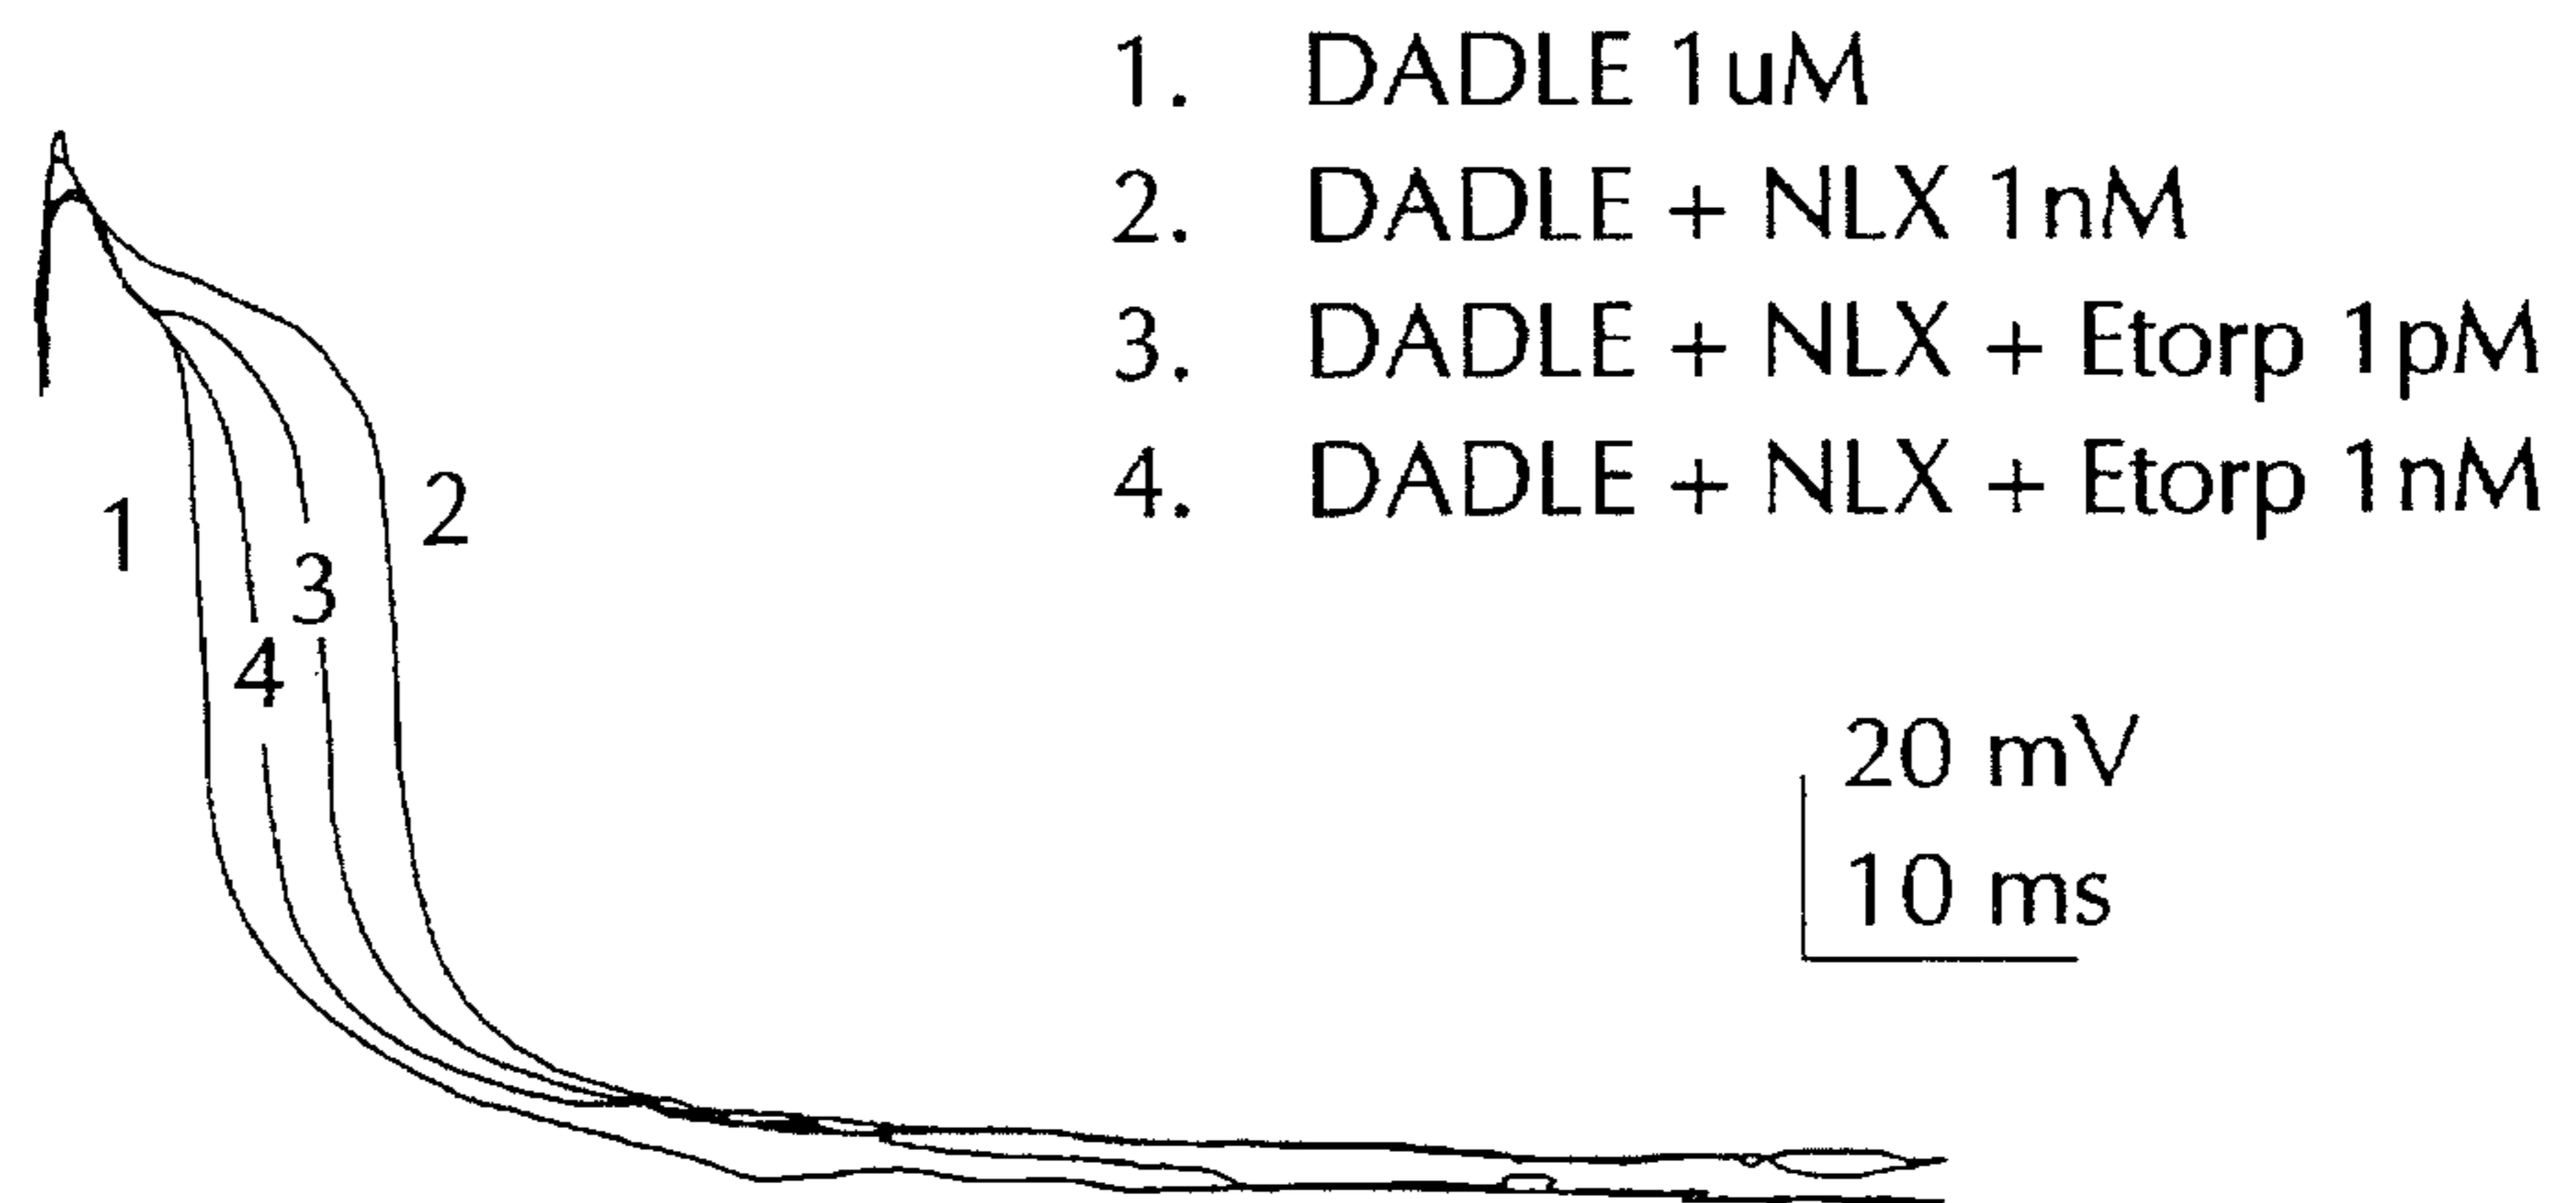 1. DADLE 1uM
2. DADLE + NLX 1nM
3. DADLE + NLX + Etorp 1pM
4. DADLE + NLX + Etorp 1nM
1
2
3
4
20 mV
10 ms